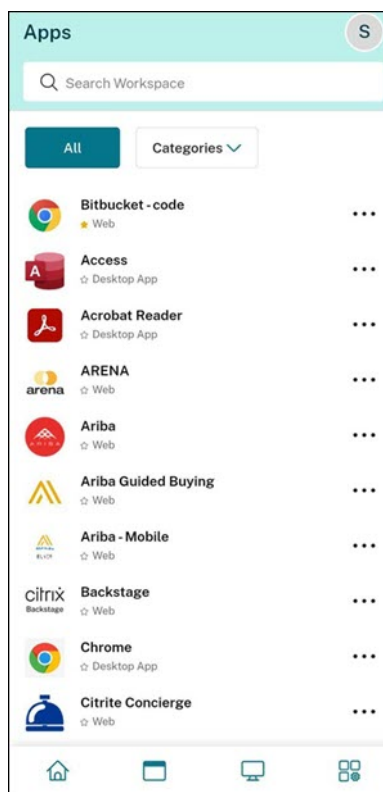 Apps
S
Search Workspace
All
Categories
Bitbucket - code
Web
Access
Desktop App
Acrobat Reader
Desktop App
arena
ARENA
Web
ARIBA
Ariba
Web
Ariba Guided Buying
Web
Ariba - Mobile
Web
citrix
Backstage
Backstage
Web
Chrome
Desktop App
Citrite Concierge
Web